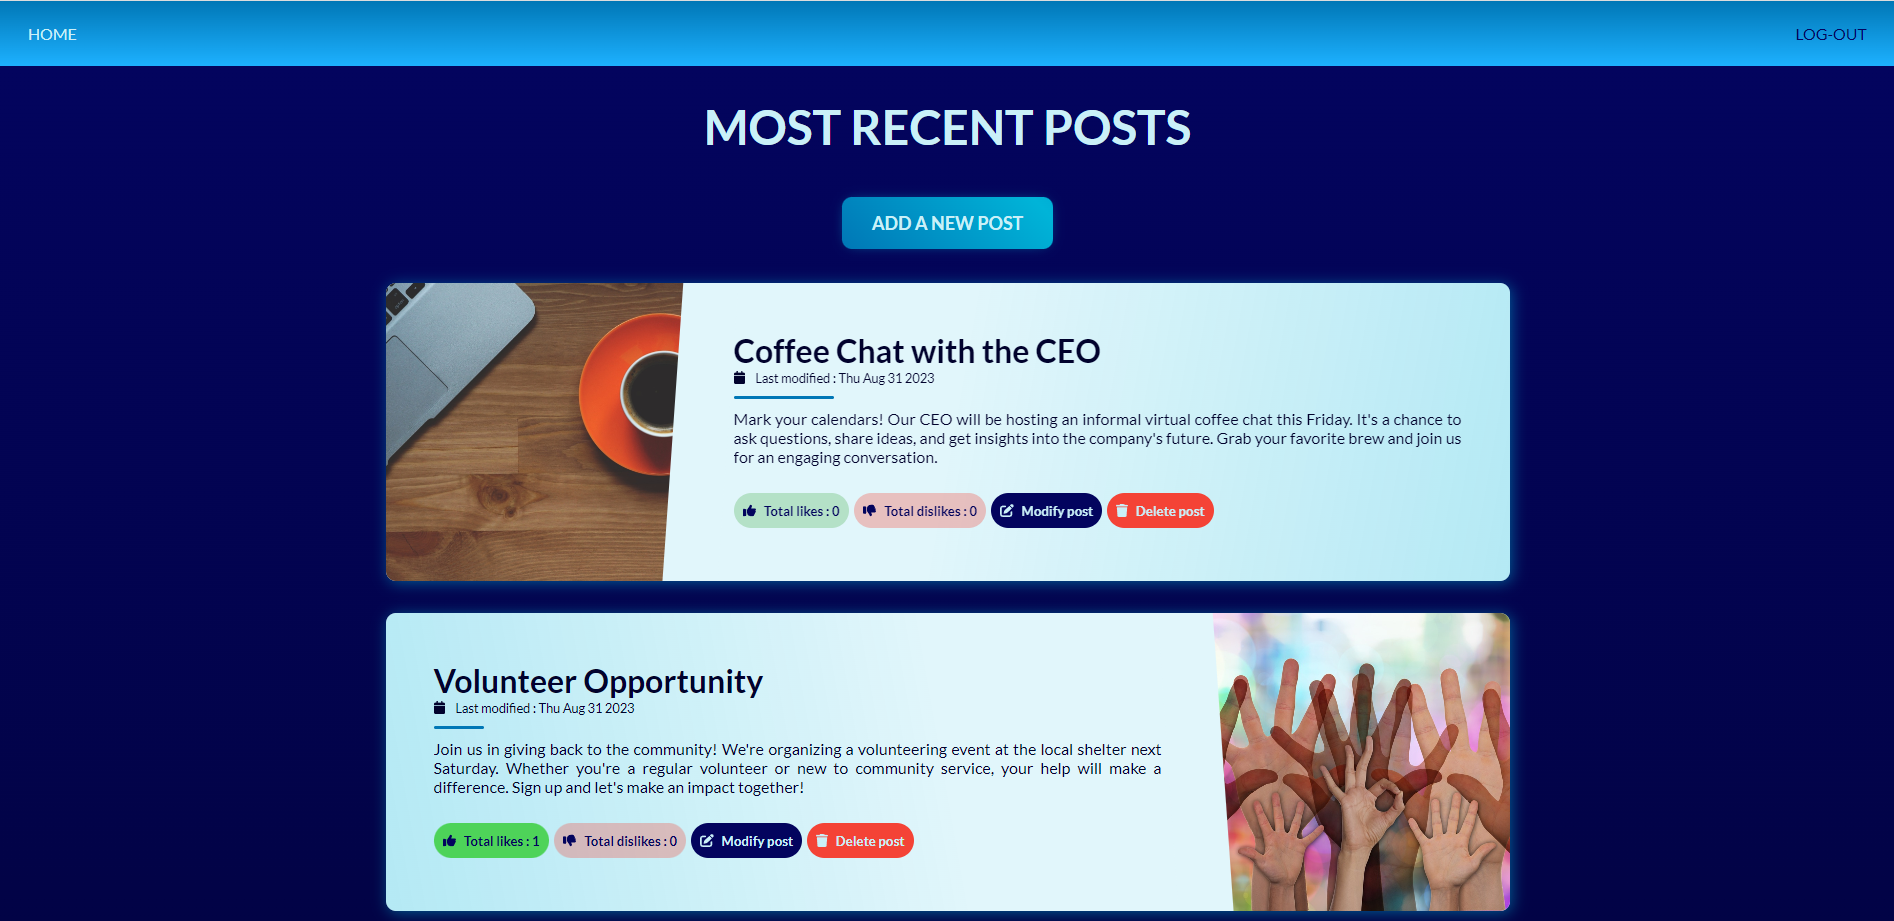 HOME
LOG-OUT
MOST RECENT POSTS
ADD A NEW POST
Coffee Chat with the CEO
Last modified : Thu Aug 31 2023
Mark your calendars! Our CEO will be hosting an informal virtual coffee chat this Friday. It's a chance to
ask questions, share ideas, and get insights into the company's future. Grab your favorite brew and join us
for an engaging conversation.
Total likes : 0
Total dislikes : 0
Modify post
Delete post
Volunteer Opportunity
Last modified : Thu Aug 31 2023
Join us in giving back to the community! We're organizing a volunteering event at the local shelter next
Saturday. Whether you're a regular volunteer or new to community service, your help will make a
difference. Sign up and let's make an impact together!
Total likes : 1
Total dislikes : 0
Modify post
Delete post